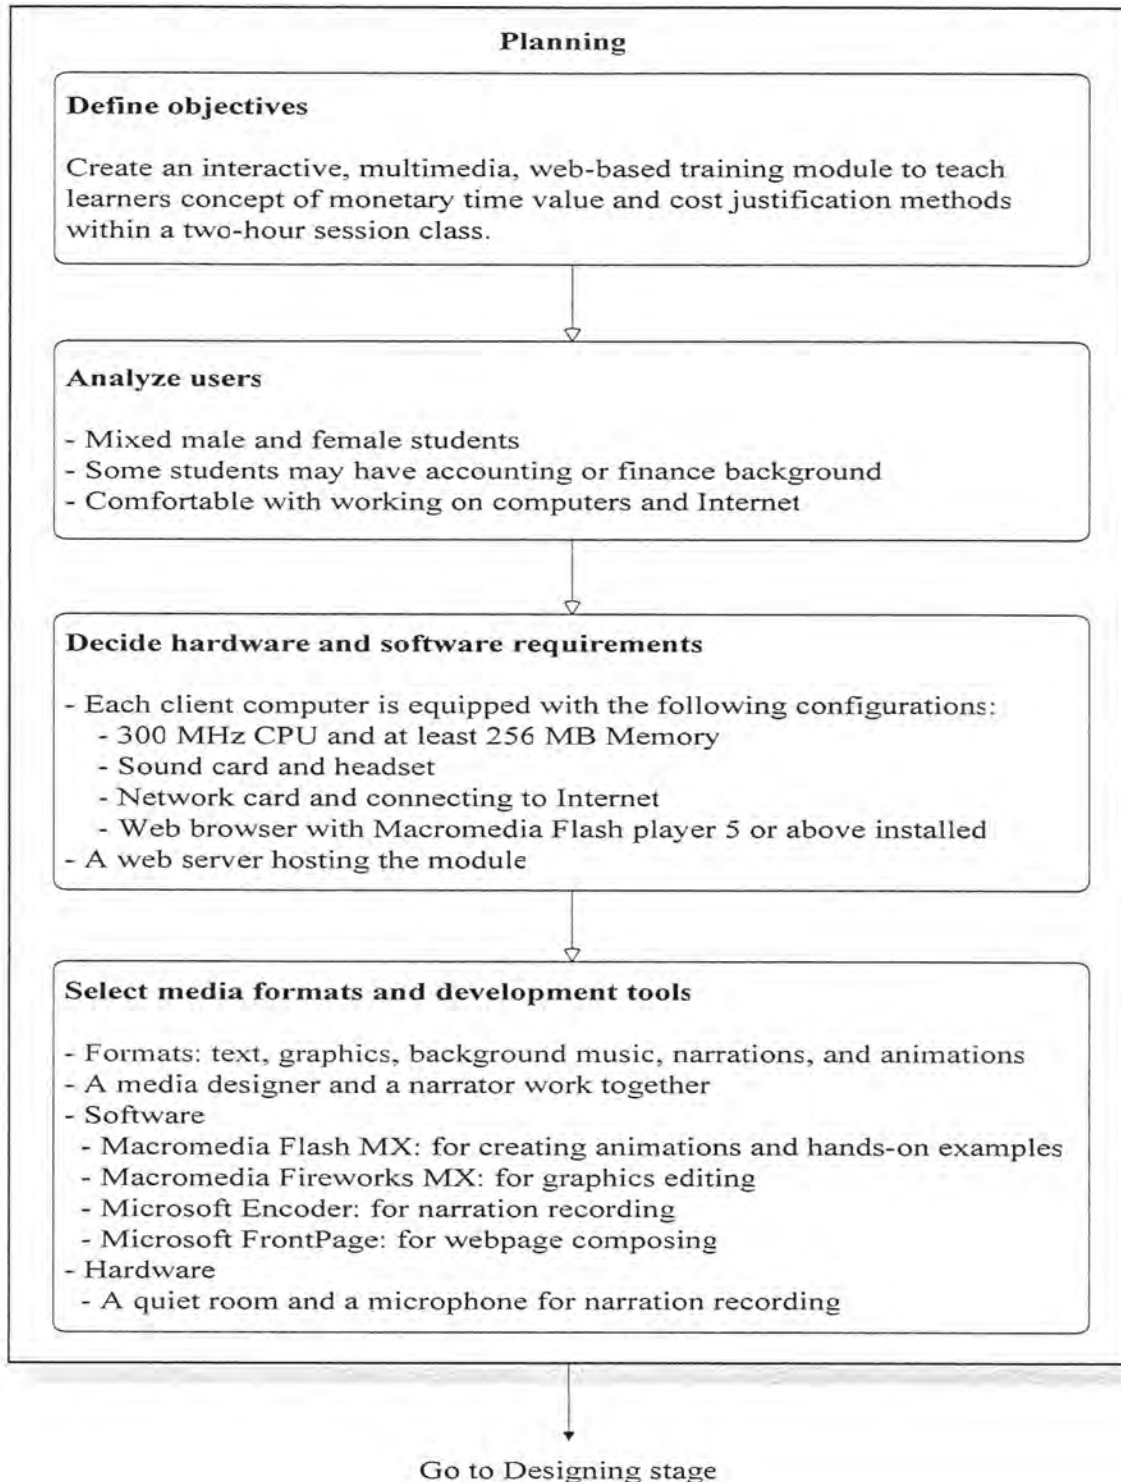 Planning
Define objectives
Create an interactive, multimedia, web-based training module to teach
learners concept of monetary time value and cost justification methods
within a two-hour session class.
Analyze users
- Mixed male and female students
- Some students may have accounting or finance background
- Comfortable with working on computers and Internet
Decide hardware and software requirements
- Each client computer is equipped with the following configurations:
- 300 MHz CPU and at least 256 MB Memory
- Sound card and headset
- Network card and connecting to Internet
- Web browser with Macromedia Flash player 5 or above installed
- A web server hosting the module
Select media formats and development tools
- Formats: text, graphics, background music, narrations, and animations
- A media designer and a narrator work together
- Software
- Macromedia Flash MX: for creating animations and hands-on examples
- Macromedia Fireworks MX: for graphics editing
- Microsoft Encoder: for narration recording
- Microsoft FrontPage: for webpage composing
- Hardware
- A quiet room and a microphone for narration recording
Go to Designing stage